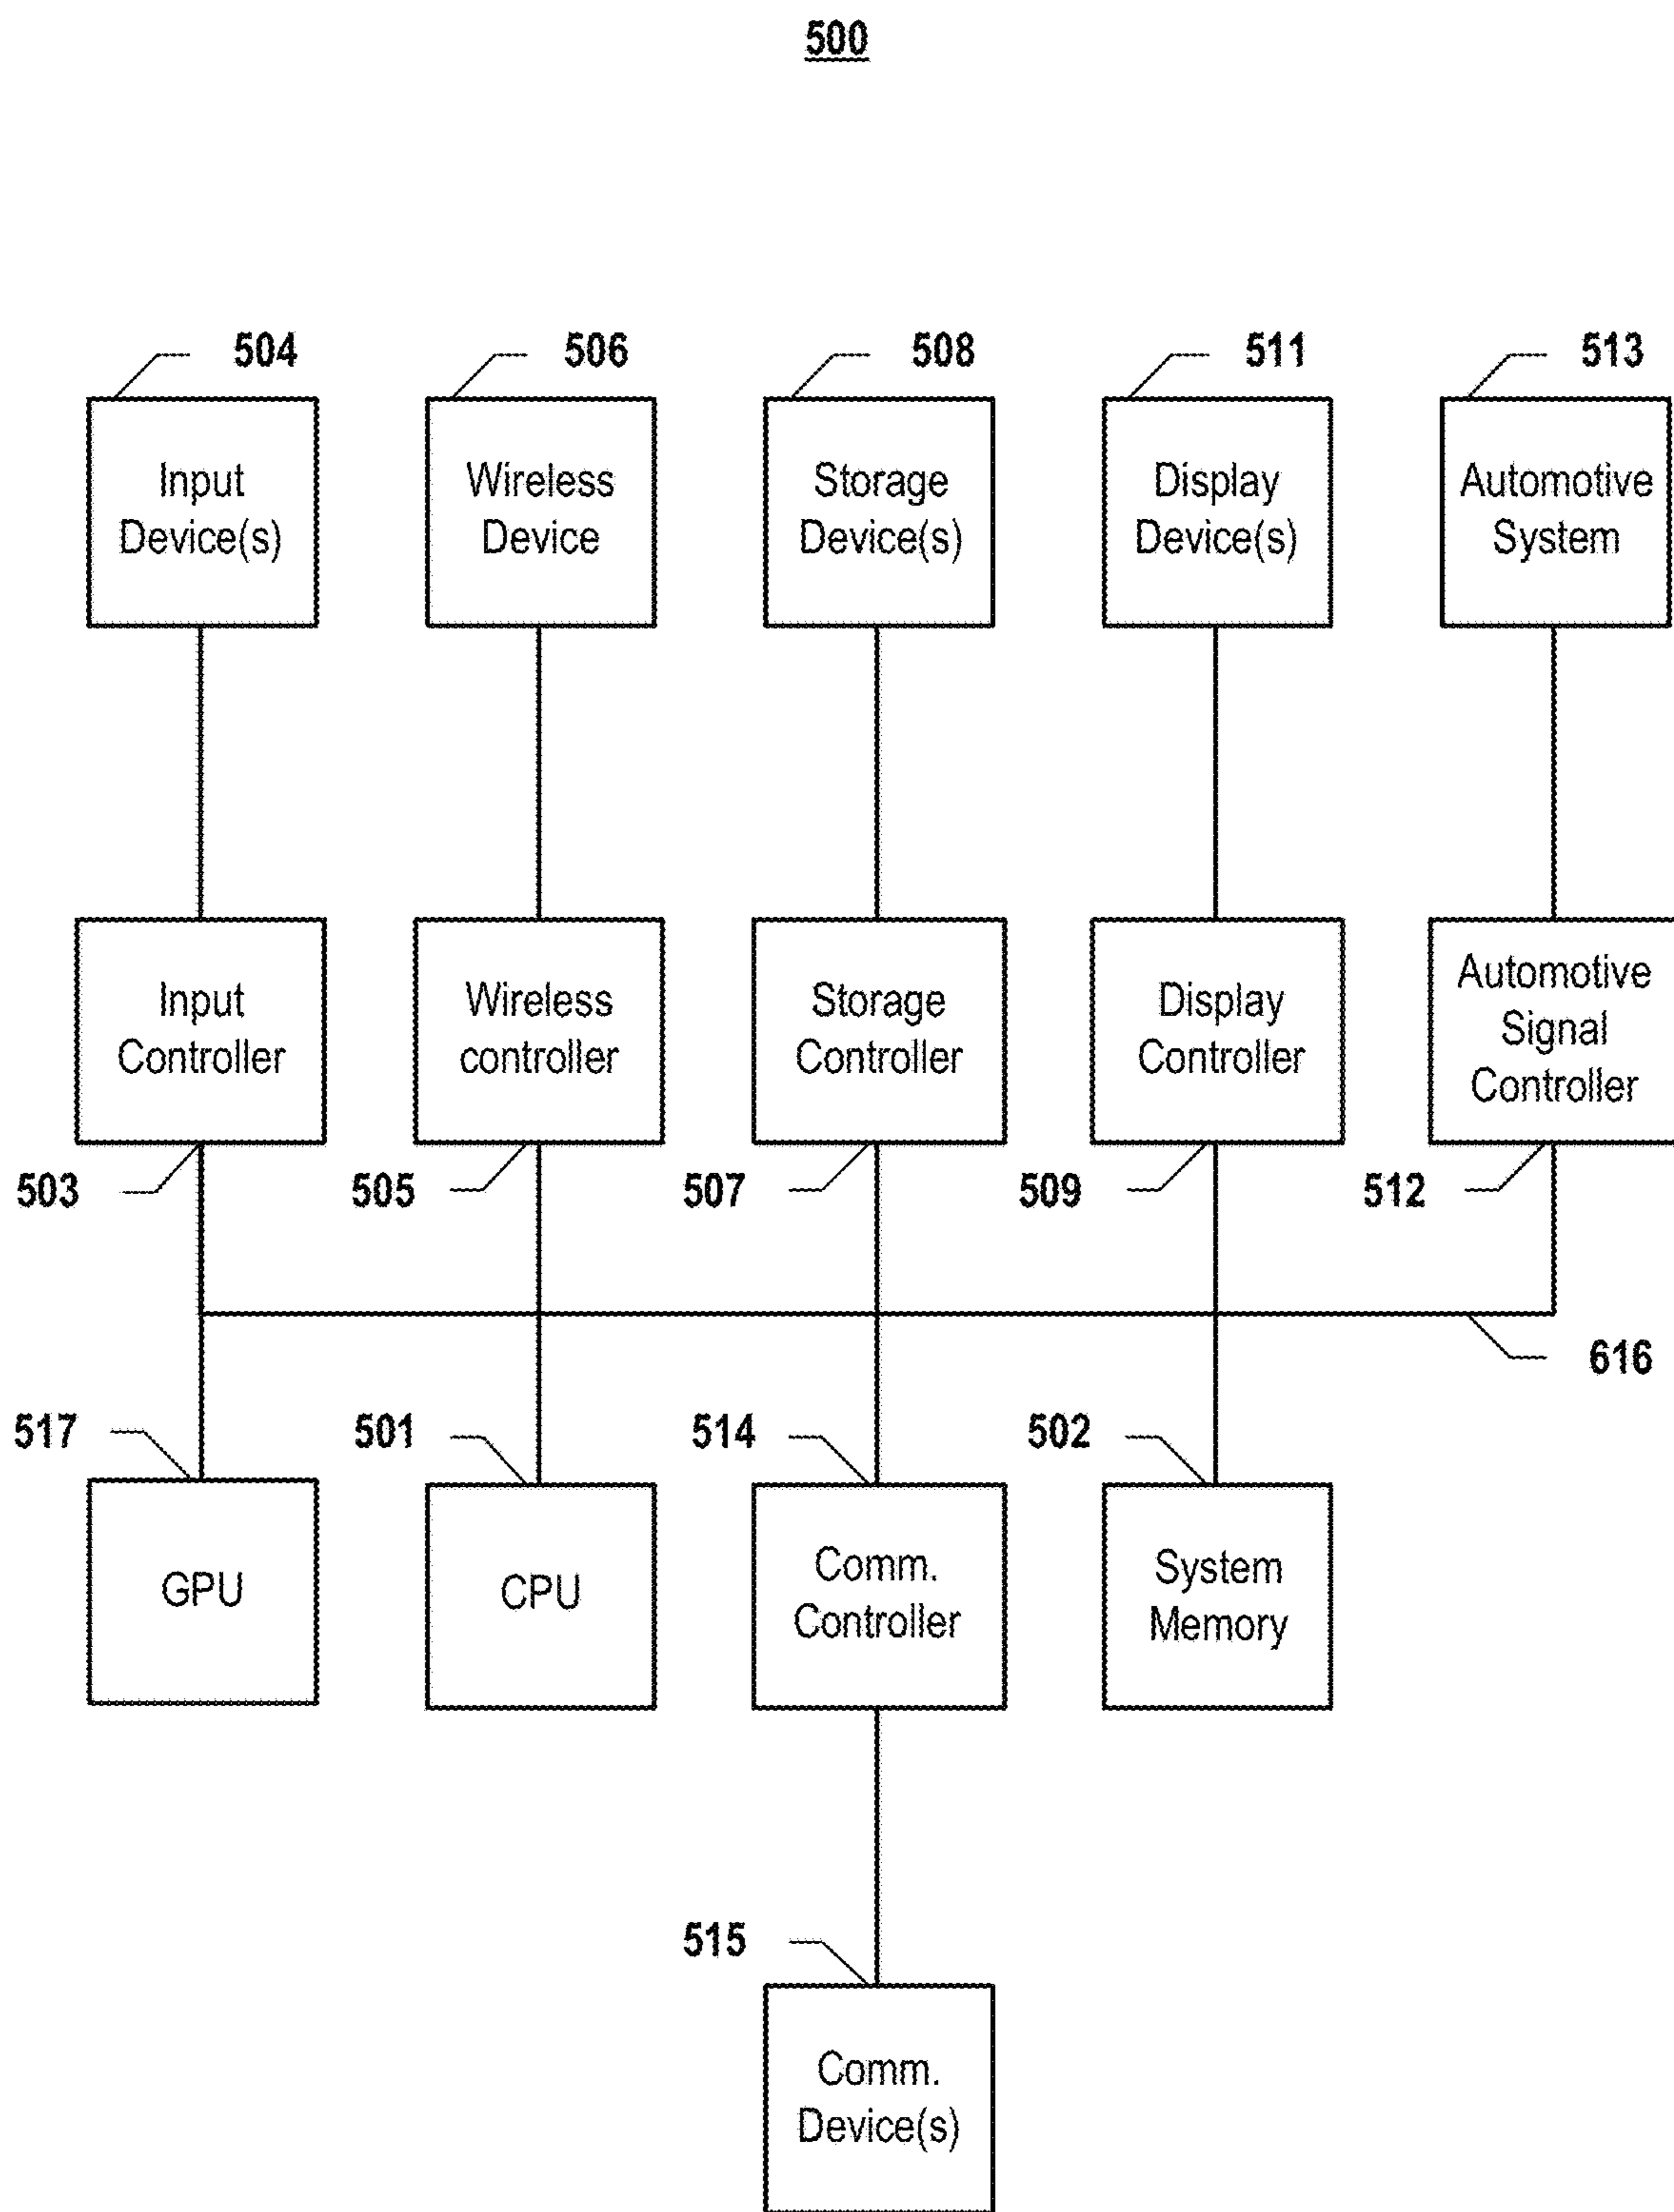 500
504
506
508
511
513
Input
Device(s)
Wireless
Device
Storage
Device(s)
Display
Device(s)
Automotive
System
Input
Controller
Wireless
controller
Storage
Controller
Display
Controller
Automotive
Signal
Controller
503
505
507
509
512
616
517
501
514
502
GPU
CPU
Comm.
Controller
System
Memory
515
Comm.
Device(s)